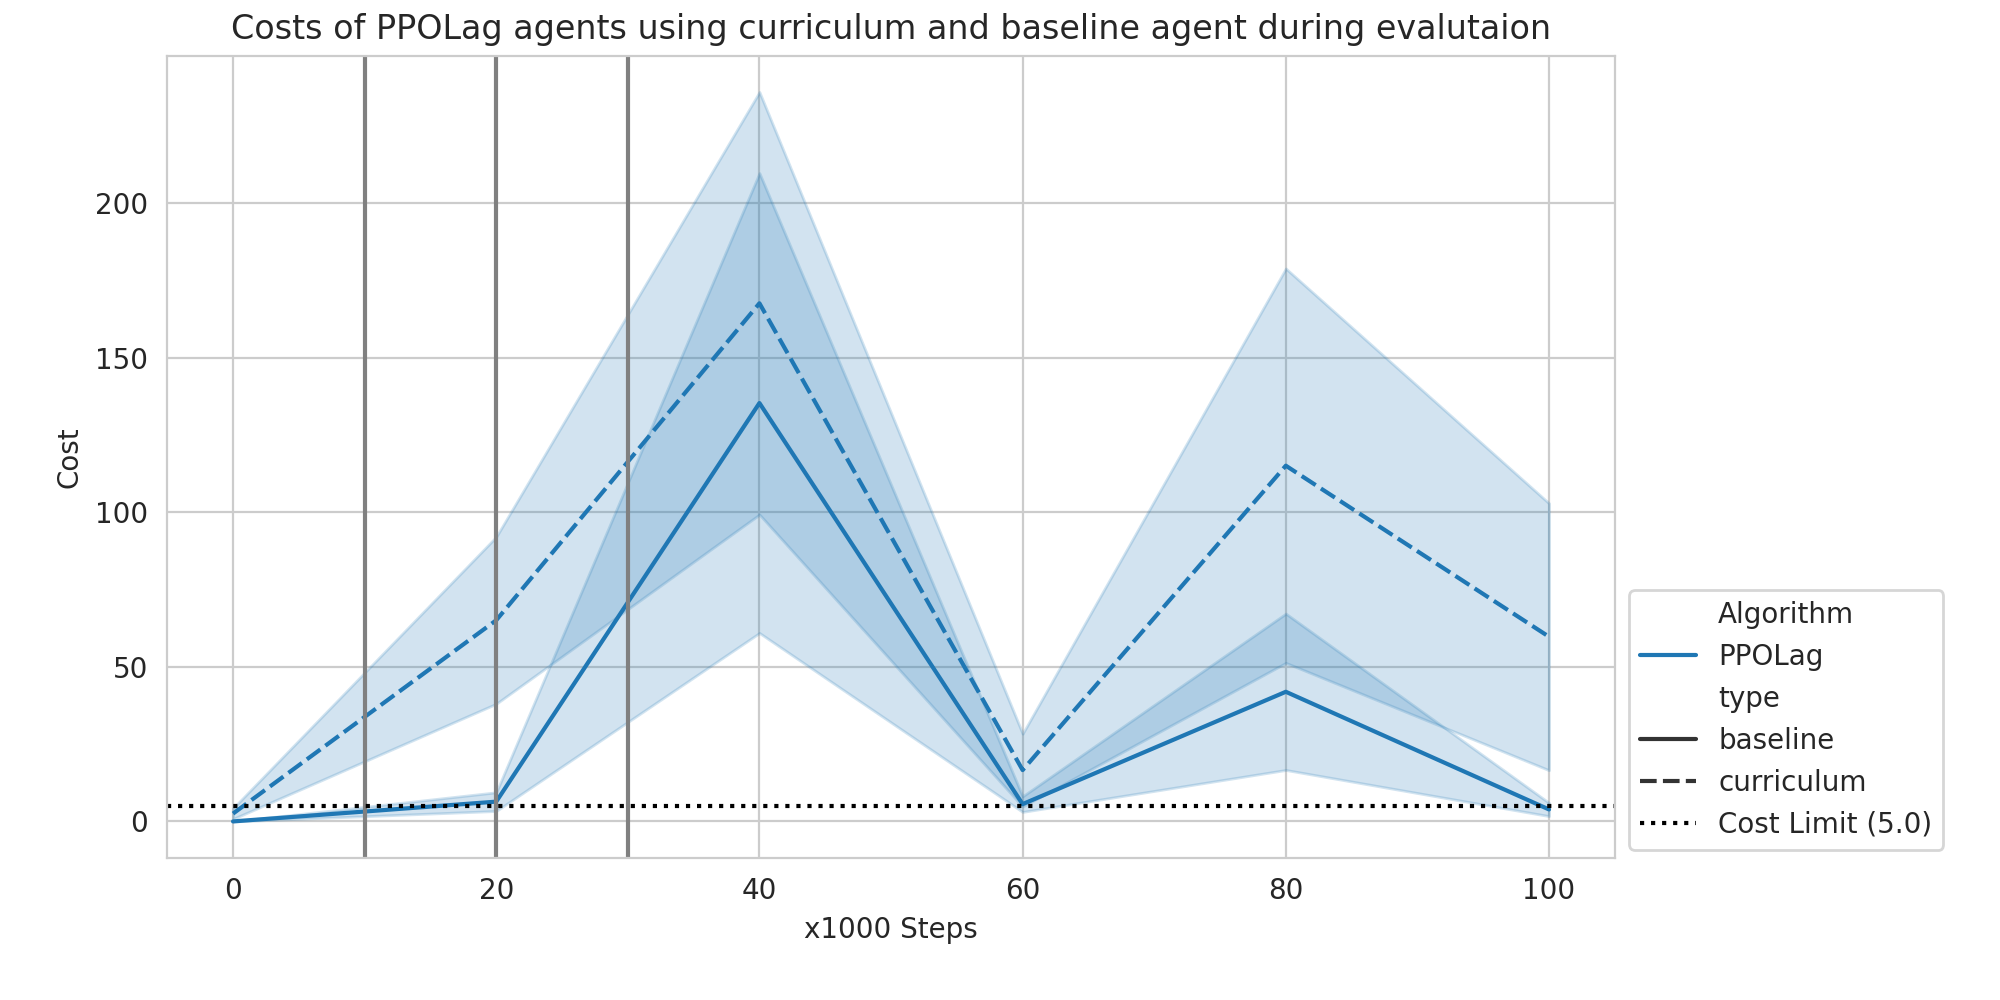 Costs of PPOLag agents using curriculum and baseline agent during evalutaion
200
150
100
50
0
Cost
0 20 40 60 80 100
x1000 Steps
Algorithm
PPOLag
type
baseline
curriculum
Cost Limit (5.0)